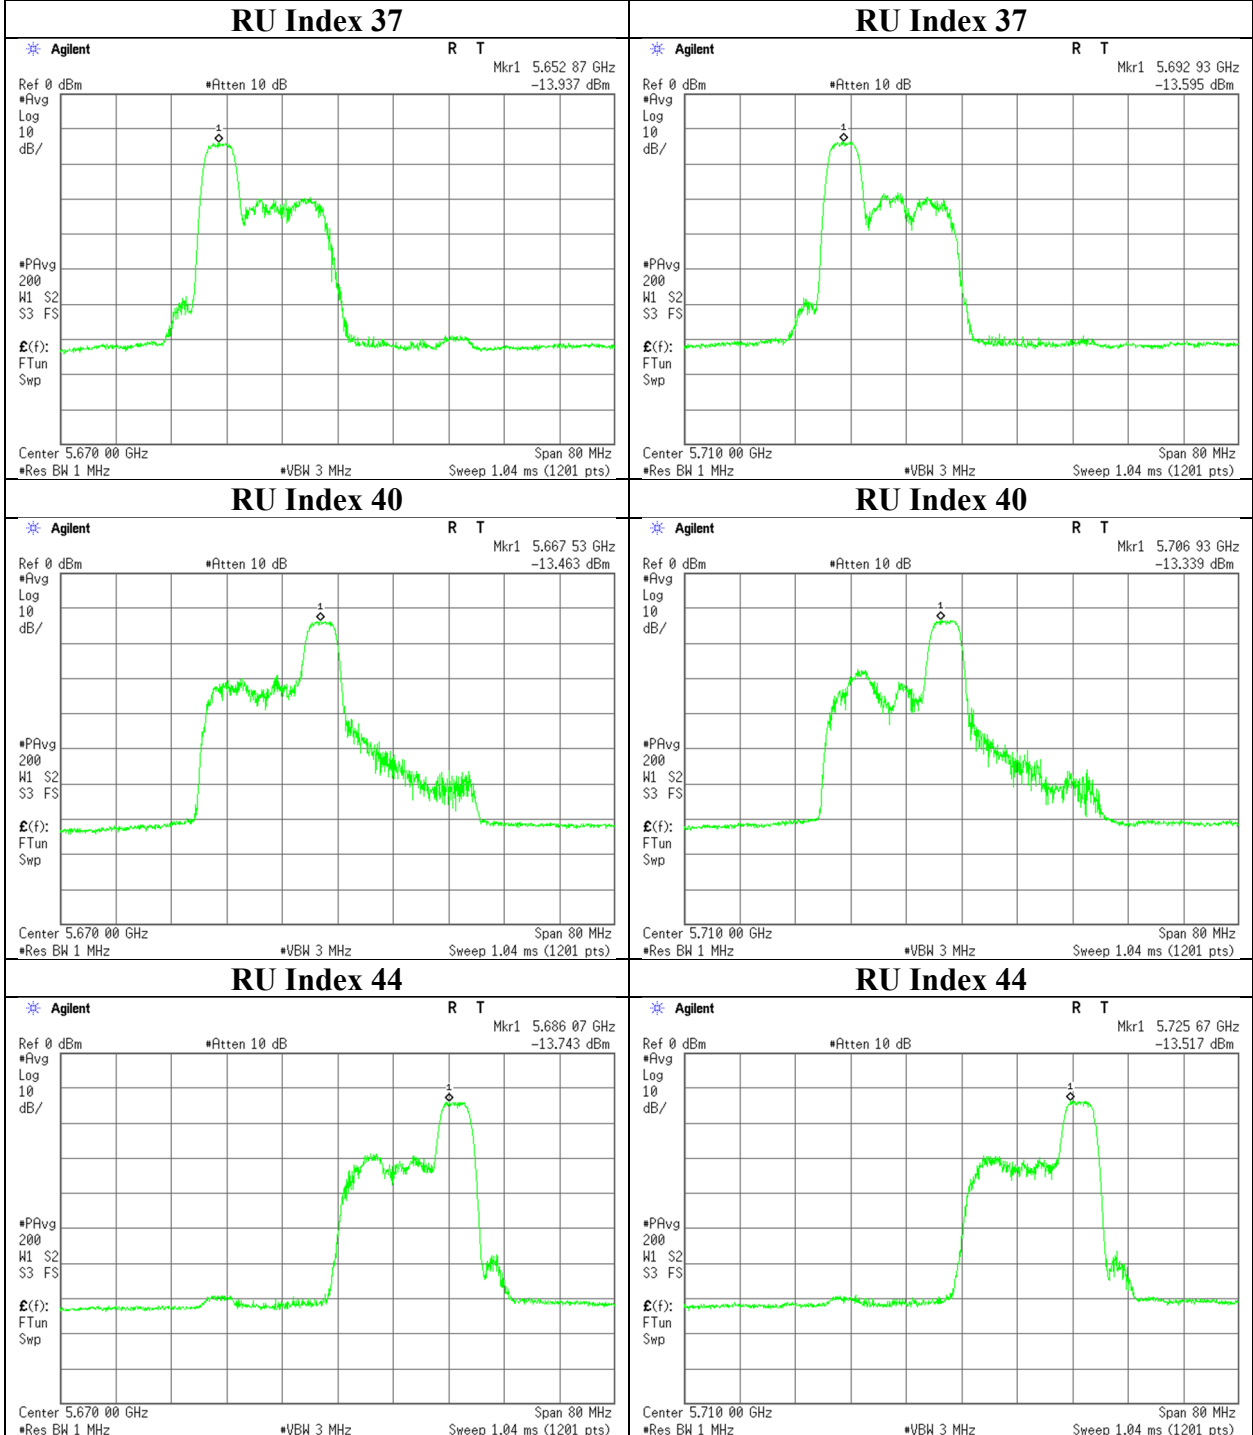 RU Index 37
Agilent
R T
Mkr1 5.652 87 GHz
Ref 0 dBm
#Atten 10 dB
-13.937 dBm
#Avg
Log
10
dB/
1
#PAvg
200
W1 S2
S3 FS
£(f):
FTun
Swp
Center 5.670 00 GHz
Span 80 MHz
#Res BW 1 MHz
#VBW 3 MHz
Sweep 1.04 ms (1201 pts)
RU Index 37
Agilent
R T
Mkr1 5.692 93 GHz
Ref 0 dBm
#Atten 10 dB
-13.595 dBm
#Avg
Log
10
dB/
1
#PAvg
200
W1 S2
S3 FS
£(f):
FTun
Swp
Center 5.710 00 GHz
Span 80 MHz
#Res BW 1 MHz
#VBW 3 MHz
Sweep 1.04 ms (1201 pts)
RU Index 40
Agilent
R T
Mkr1 5.667 53 GHz
Ref 0 dBm
#Atten 10 dB
-13.463 dBm
#Avg
Log
10
dB/
1
#PAvg
200
W1 S2
S3 FS
£(f):
FTun
Swp
Center 5.670 00 GHz
Span 80 MHz
#Res BW 1 MHz
#VBW 3 MHz
Sweep 1.04 ms (1201 pts)
RU Index 40
Agilent
R T
Mkr1 5.706 93 GHz
Ref 0 dBm
#Atten 10 dB
-13.339 dBm
#Avg
Log
10
dB/
1
#PAvg
200
W1 S2
S3 FS
£(f):
FTun
Swp
Center 5.710 00 GHz
Span 80 MHz
#Res BW 1 MHz
#VBW 3 MHz
Sweep 1.04 ms (1201 pts)
RU Index 44
Agilent
R T
Mkr1 5.686 07 GHz
Ref 0 dBm
#Atten 10 dB
-13.743 dBm
#Avg
Log
10
dB/
1
#PAvg
200
W1 S2
S3 FS
£(f):
FTun
Swp
Center 5.670 00 GHz
Span 80 MHz
#Res BW 1 MHz
#VBW 3 MHz
Sweep 1.04 ms (1201 pts)
RU Index 44
Agilent
R T
Mkr1 5.725 67 GHz
Ref 0 dBm
#Atten 10 dB
-13.517 dBm
#Avg
Log
10
dB/
1
#PAvg
200
W1 S2
S3 FS
£(f):
FTun
Swp
Center 5.710 00 GHz
Span 80 MHz
#Res BW 1 MHz
#VBW 3 MHz
Sweep 1.04 ms (1201 pts)